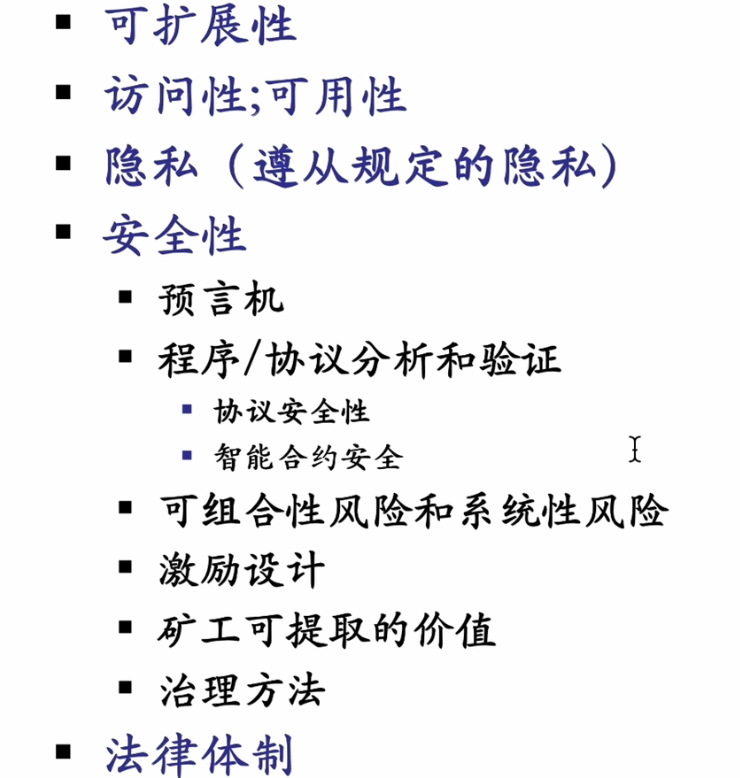 可扩展性
访问性;可用性
隐私（遵从规定的隐私）
安全性
预言机
程序/协议分析和验证
协议安全性
智能合约安全
可组合性风险和系统性风险
激励设计
矿工可提取的价值
治理方法
法律体制